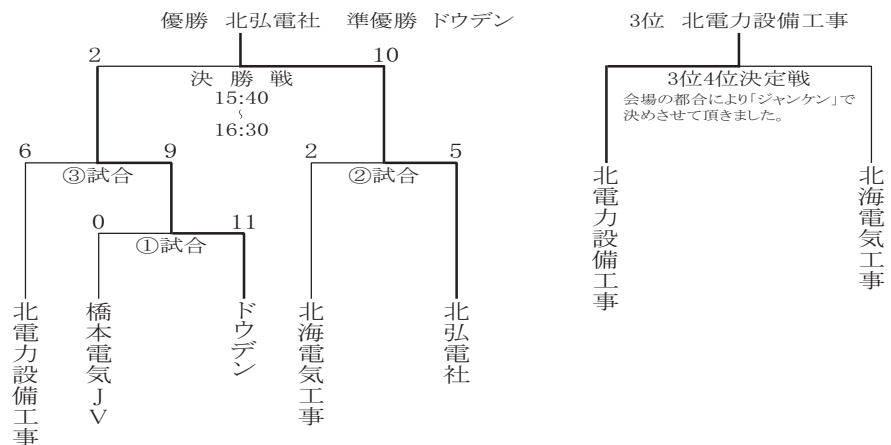 優勝 北弘電社 準優勝 ドウデン
3位 北電力設備工事
2
10
決勝戦
15:40
~
16:30
3位4位決定戦
会場の都合により「ジャンケン」で
決めさせて頂きました。
6
9
2
5
③試合
②試合
0
11
①試合
北電力設備工事
橋本電気JV
ドウデン
北海電気工事
北弘電社
北電力設備工事
北海電気工事